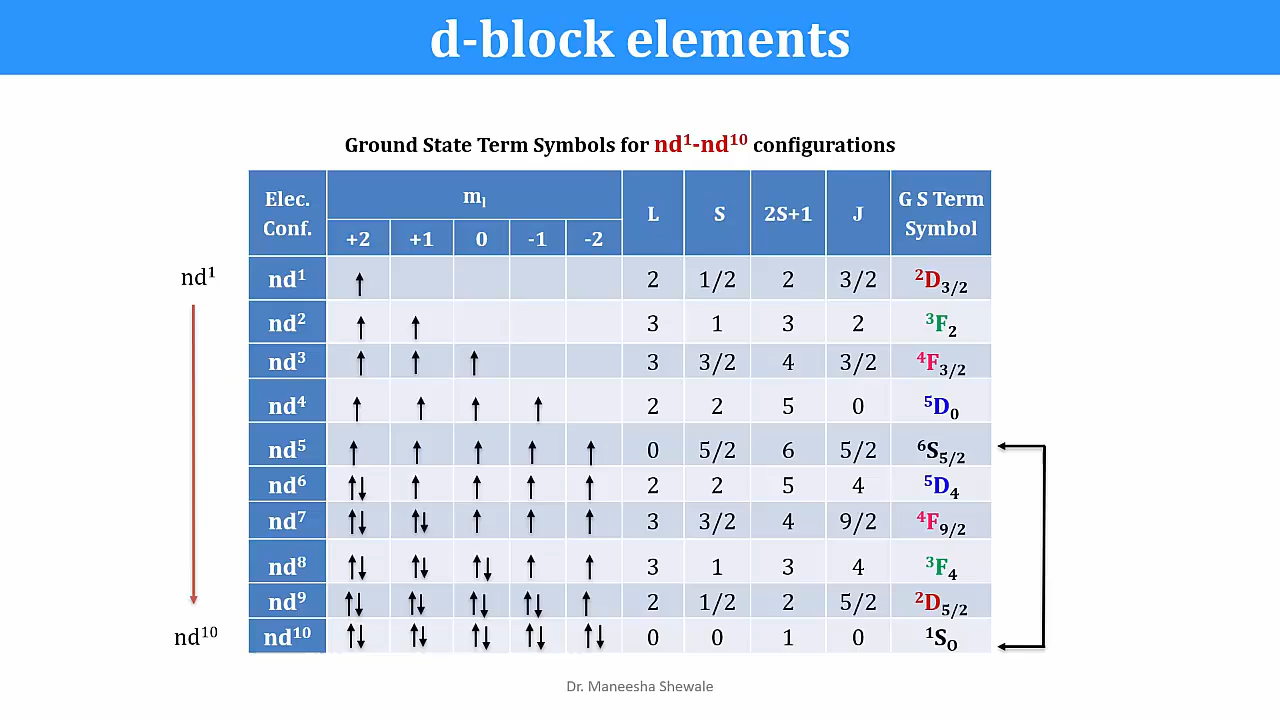 d-block elements
Ground State Term Symbols for nd¹-nd¹⁰ configurations
Elec. Conf. mₗ L S 2S+1 J G S Term Symbol
+2 +1 0 -1 -2
nd¹
nd¹ ↑ 2 1/2 2 3/2 ²D₃/₂
nd² ↑ ↑ 3 1 3 2 ³F₂
nd³ ↑ ↑ ↑ 3 3/2 4 3/2 ⁴F₃/₂
nd⁴ ↑ ↑ ↑ ↑ 2 2 5 0 ⁵D₀
nd⁵ ↑ ↑ ↑ ↑ ↑ 0 5/2 6 5/2 ⁶S₅/₂
nd⁶ ↑↓ ↑ ↑ ↑ ↑ 2 2 5 4 ⁵D₄
nd⁷ ↑↓ ↑↓ ↑ ↑ ↑ 3 3/2 4 9/2 ⁴F₉/₂
nd⁸ ↑↓ ↑↓ ↑↓ ↑ ↑ 3 1 3 4 ³F₄
nd⁹ ↑↓ ↑↓ ↑↓ ↑↓ ↑ 2 1/2 2 5/2 ²D₅/₂
nd¹⁰
nd¹⁰ ↑↓ ↑↓ ↑↓ ↑↓ ↑↓ 0 0 1 0 ¹S₀
Dr. Maneesha Shewale